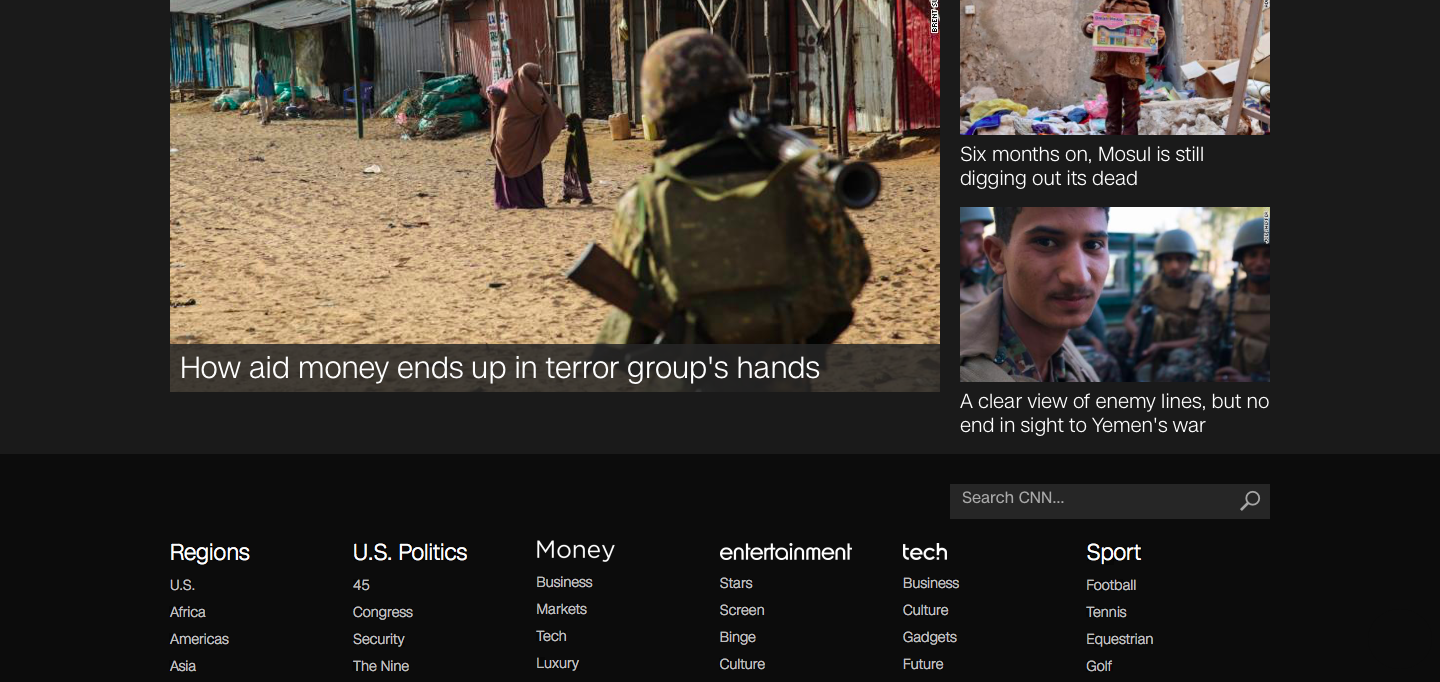 How aid money ends up in terror group's hands
Six months on, Mosul is still
digging out its dead
A clear view of enemy lines, but no
end in sight to Yemen's war
Search CNN...
Regions
U.S.
Africa
Americas
Asia
U.S. Politics
45
Congress
Security
The Nine
Money
Business
Markets
Tech
Luxury
entertainment
Stars
Screen
Binge
Culture
tech
Business
Culture
Gadgets
Future
Sport
Football
Tennis
Equestrian
Golf